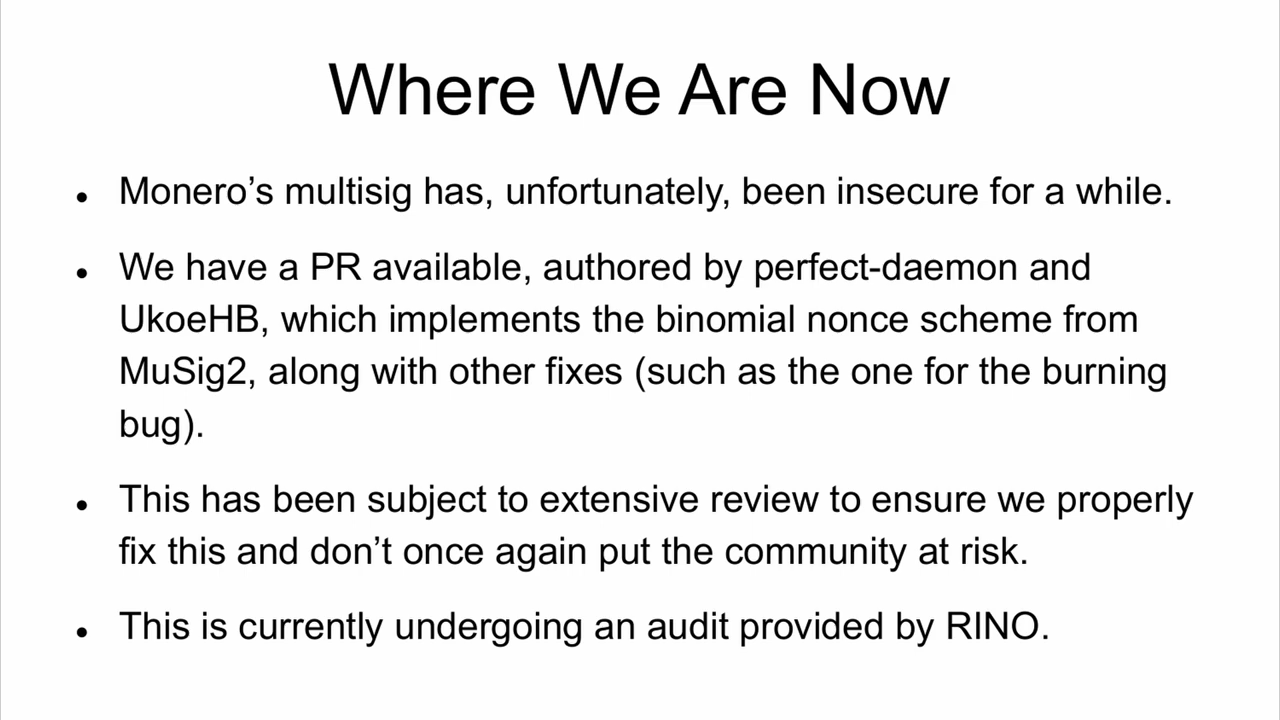 Where We Are Now
Monero’s multisig has, unfortunately, been insecure for a while.
We have a PR available, authored by perfect-daemon and
UkoeHB, which implements the binomial nonce scheme from
MuSig2, along with other fixes (such as the one for the burning
bug).
This has been subject to extensive review to ensure we properly
fix this and don’t once again put the community at risk.
This is currently undergoing an audit provided by RINO.